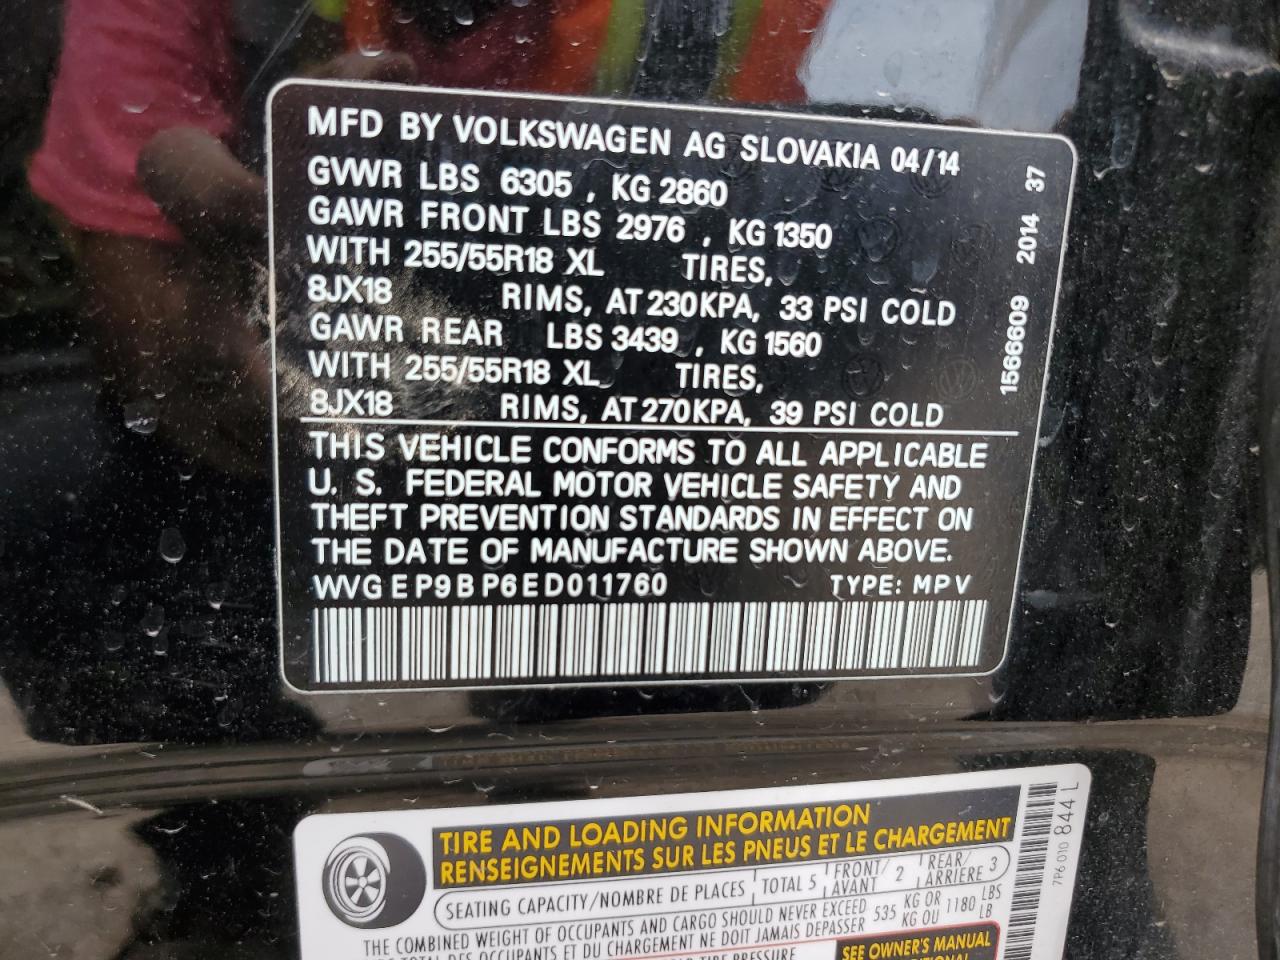 MFD BY VOLKSWAGEN AG SLOVAKIA 04/14
GVWR LBS 6305 , KG 2860
GAWR FRONT LBS 2976 , KG 1350
WITH 255/55R18 XL TIRES,
8JX18 RIMS, AT 230KPA, 33 PSI COLD
GAWR REAR LBS 3439 , KG 1560
WITH 255/55R18 XL TIRES,
8JX18 RIMS, AT 270KPA, 39 PSI COLD
1566609 2014 37
THIS VEHICLE CONFORMS TO ALL APPLICABLE
U. S. FEDERAL MOTOR VEHICLE SAFETY AND
THEFT PREVENTION STANDARDS IN EFFECT ON
THE DATE OF MANUFACTURE SHOWN ABOVE.
WVGEP9BP6ED011760 TYPE: MPV
TIRE AND LOADING INFORMATION
RENSEIGNEMENTS SUR LES PNEUS ET LE CHARGEMENT
SEATING CAPACITY/NOMBRE DE PLACES TOTAL 5 FRONT/AVANT 2 REAR/ARRIÈRE 3
THE COMBINED WEIGHT OF OCCUPANTS AND CARGO SHOULD NEVER EXCEED 535 KG OR 1180 LBS
TOTAL DES OCCUPANTS ET DU CHARGEMENT NE DOIT JAMAIS DEPASSER KG OU LB
SEE OWNER'S MANUAL
7P6 010 844 L